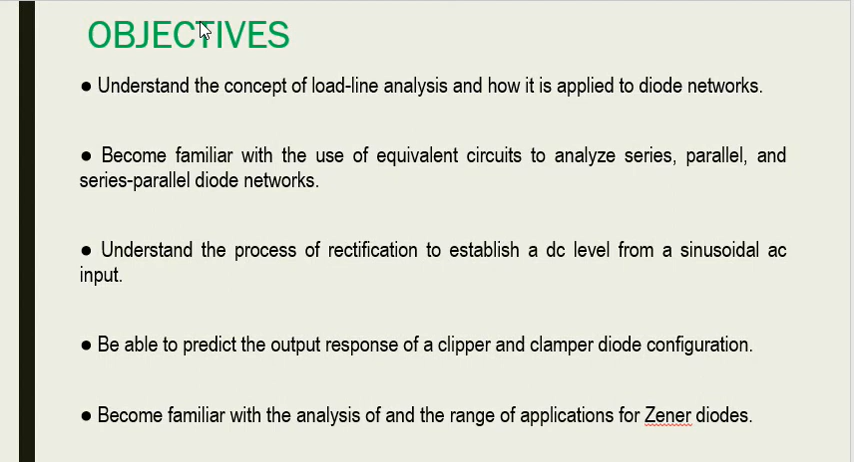 OBJECTIVES
● Understand the concept of load-line analysis and how it is applied to diode networks.
● Become familiar with the use of equivalent circuits to analyze series, parallel, and
series-parallel diode networks.
● Understand the process of rectification to establish a dc level from a sinusoidal ac
input.
● Be able to predict the output response of a clipper and clamper diode configuration.
● Become familiar with the analysis of and the range of applications for Zener diodes.